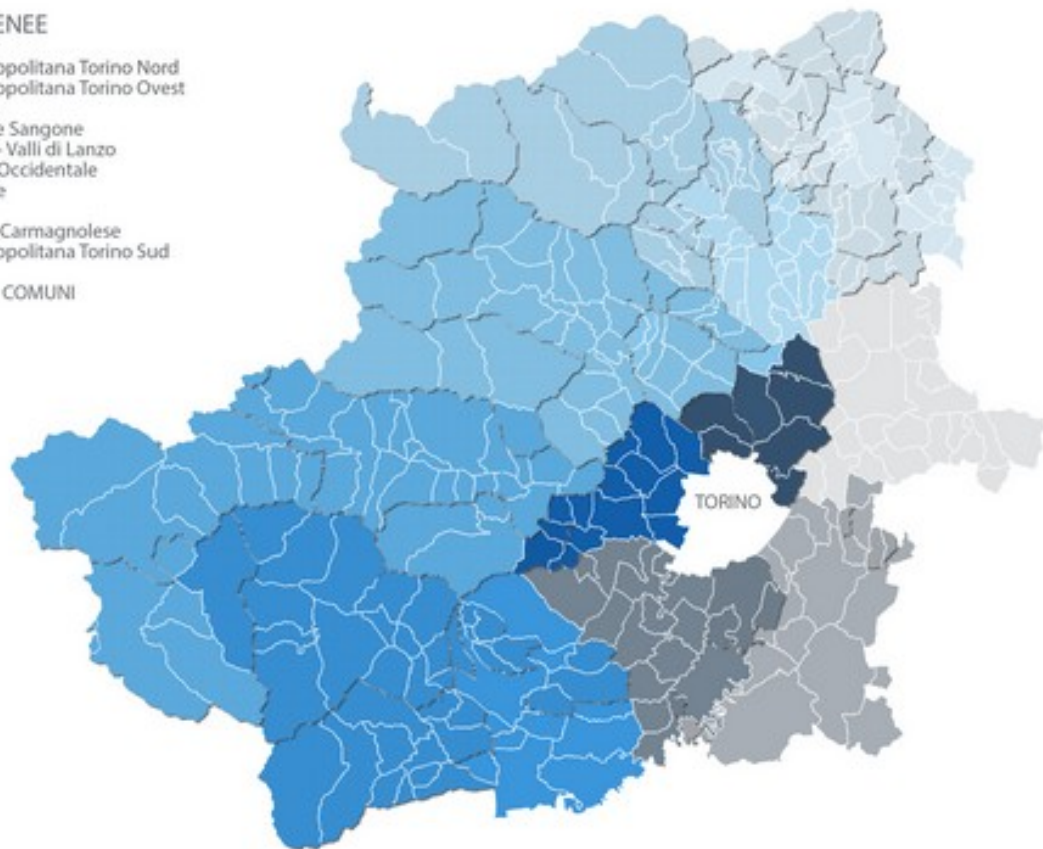 ENEE
opolitana Torino Nord
opolitana Torino Ovest
e Sangone
Valli di Lanzo
Occidentale
e
Carmagnolese
opolitana Torino Sud
COMUNI
TORINO